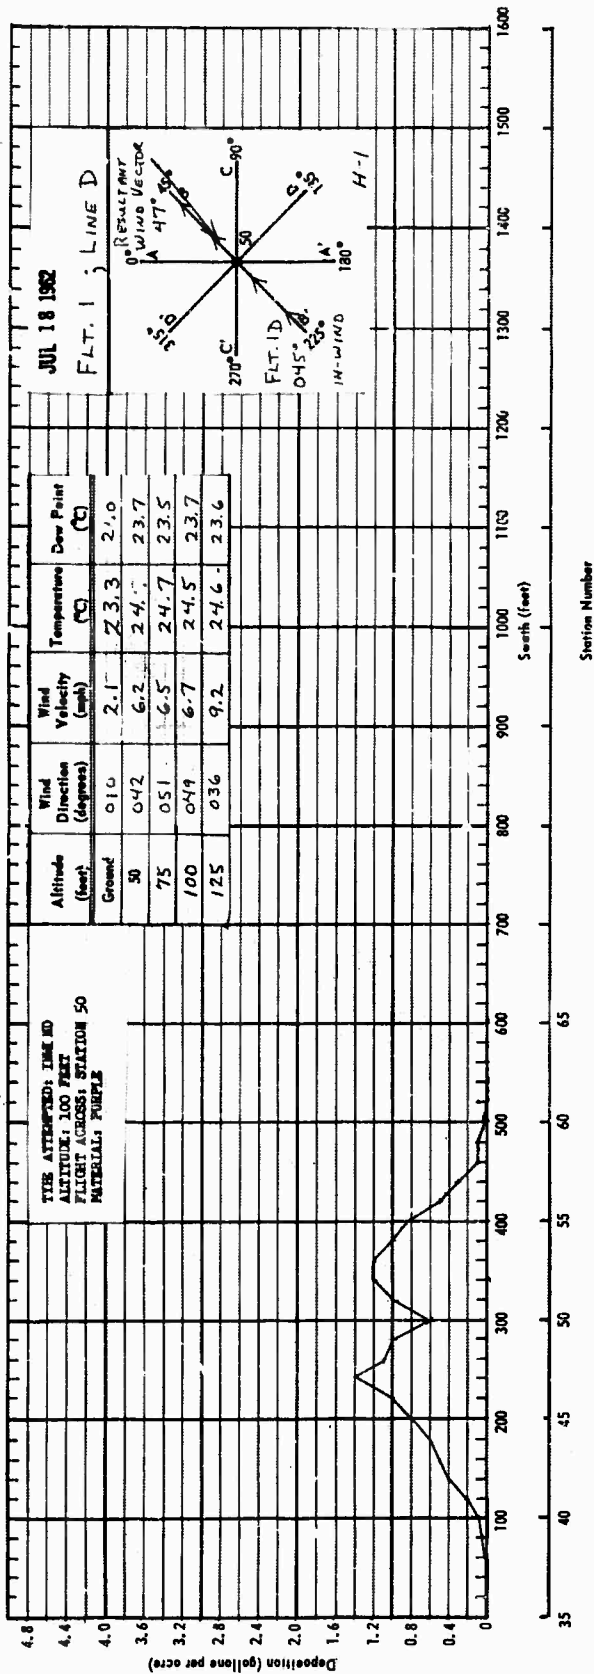 TYPE ATTEMPTED:
ALTITUDE: 100 FEET
FLIGHT ACROSS: STATION 50
MATERIAL: PURPLE
Altitude (feet) Wind Direction (degrees) Wind Velocity (mph) Temperature (°C) Dew Point (°C)
Ground 010 2.1 23.3
50 042 6.2 23.7
75 051 6.5 24.7 23.5
100 049 6.7 24.5 23.7
125 036 9.2 24.6 23.6
JUL 18 1962
FLT. 1 ; LINE D
RESULTANT
WIND VECTOR
47°
0°
A
45°
B
C 90°
D
135
A'
180°
B'
225°
270° C'
D'
315°
50
FLT. 1D
045°
IN-WIND
H-1
Deposition (gallons per acre)
4.8
4.4
4.0
3.6
3.2
2.8
2.4
2.0
1.6
1.2
0.8
0.4
0
100 200 300 400 500 600 700 800 900 1000 1100 1200 1300 1400 1500 1600
South (feet)
35 40 45 50 55 60 65
Station Number